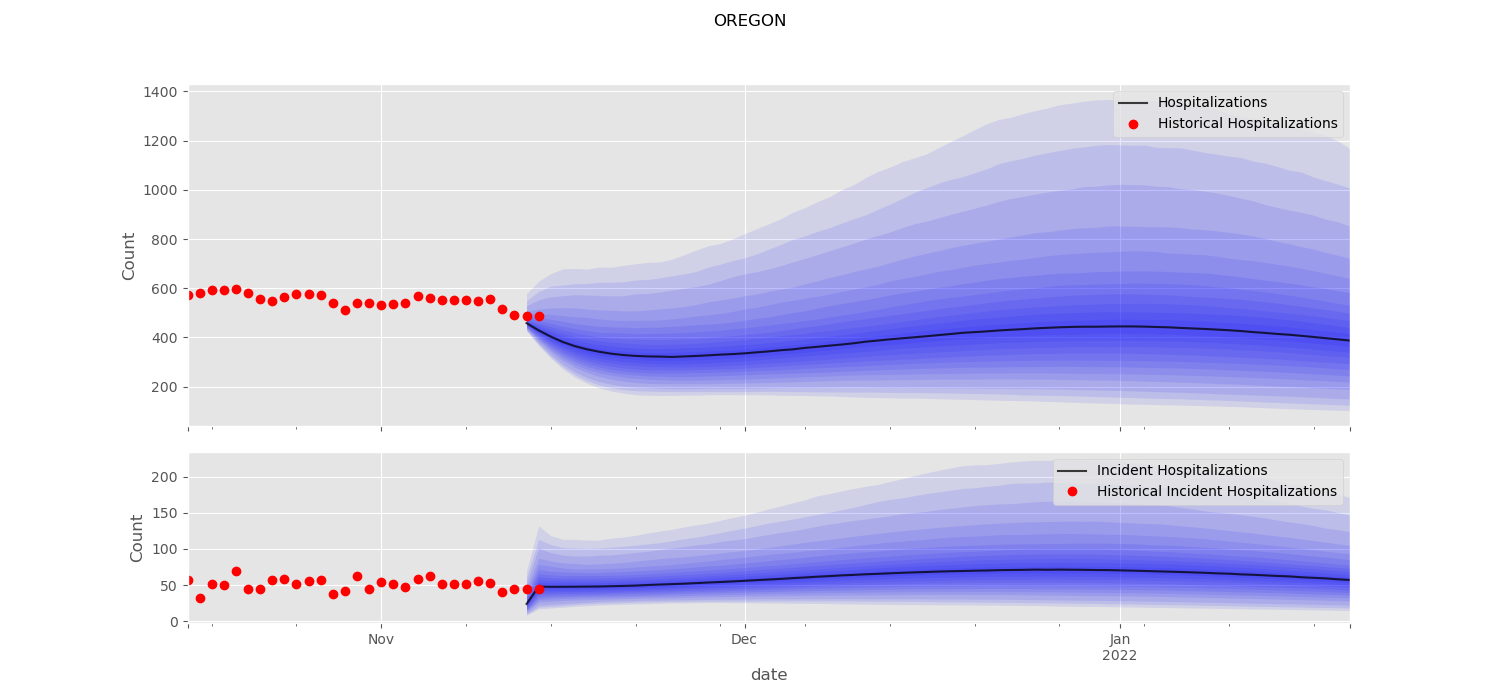 OREGON
1400
1200
1000
800
600
400
200
Count
Hospitalizations
Historical Hospitalizations
200
150
100
50
0
Count
Incident Hospitalizations
Historical Incident Hospitalizations
Nov
Dec
Jan
2022
date